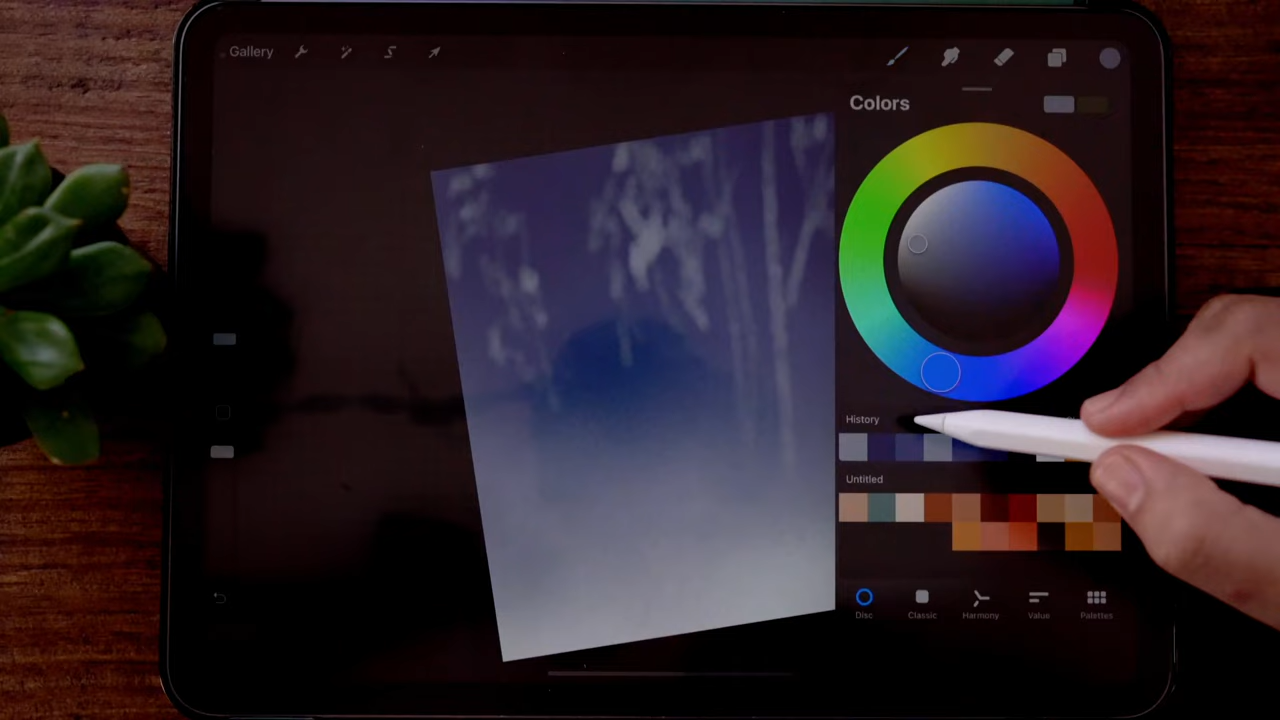 Gallery
Colors
History
Untitled
Disc
Classic
Harmony
Value
Palettes